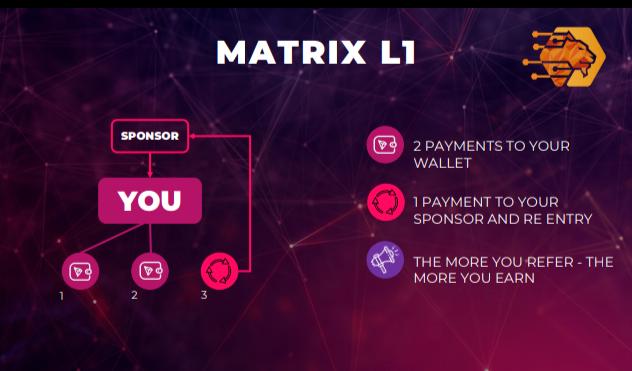 MATRIX L1
SPONSOR
YOU
1
2
3
2 PAYMENTS TO YOUR
WALLET
1 PAYMENT TO YOUR
SPONSOR AND RE ENTRY
THE MORE YOU REFER - THE
MORE YOU EARN